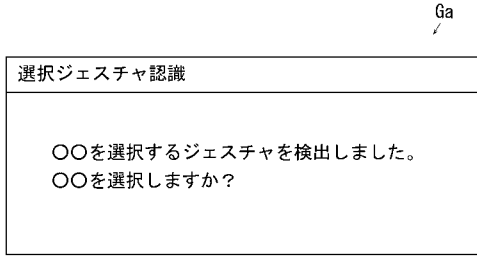 Ga
選択ジェスチャ認識
〇〇を選択するジェスチャを検出しました。
〇〇を選択しますか？